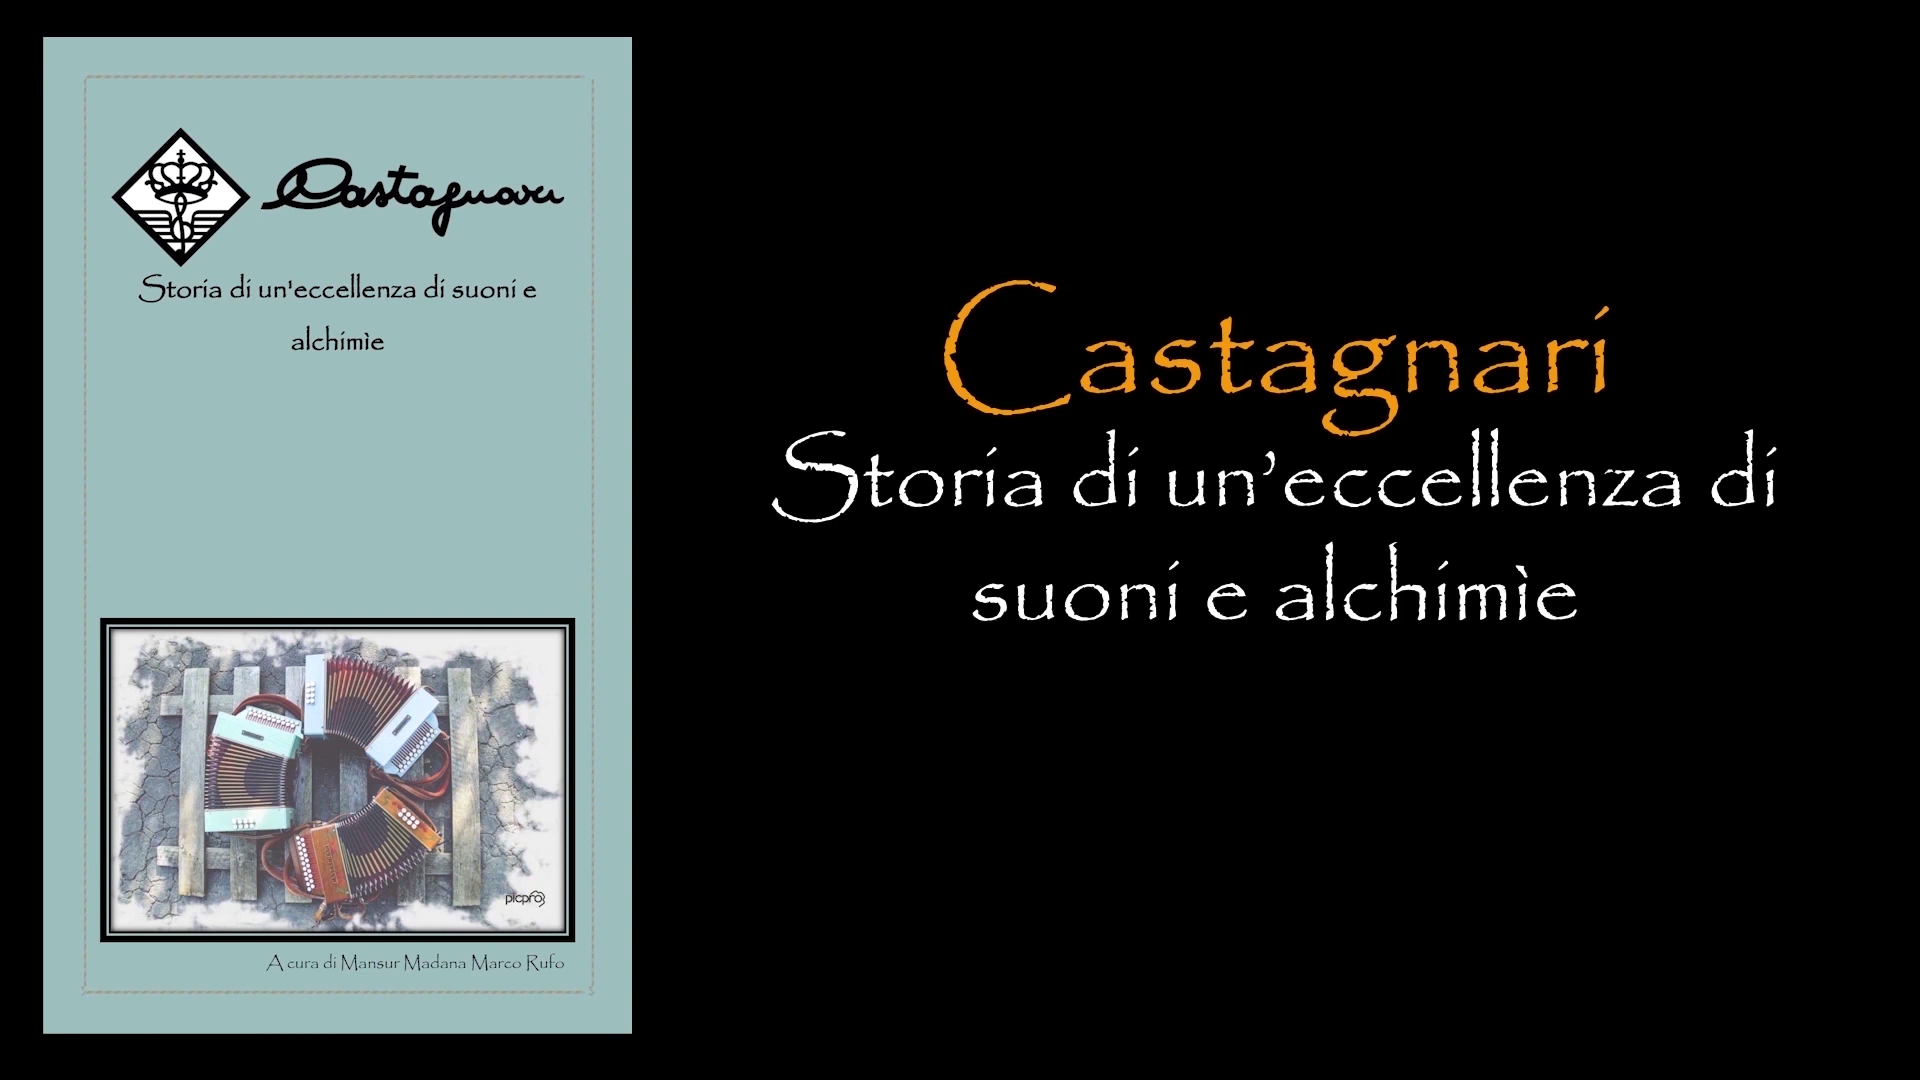 Castagnari
Storia di un'eccellenza di suoni e
alchimìe
picpro
A cura di Mansur Madana Marco Rufo
Castagnari
Storia di un’eccellenza di
suoni e alchimìe